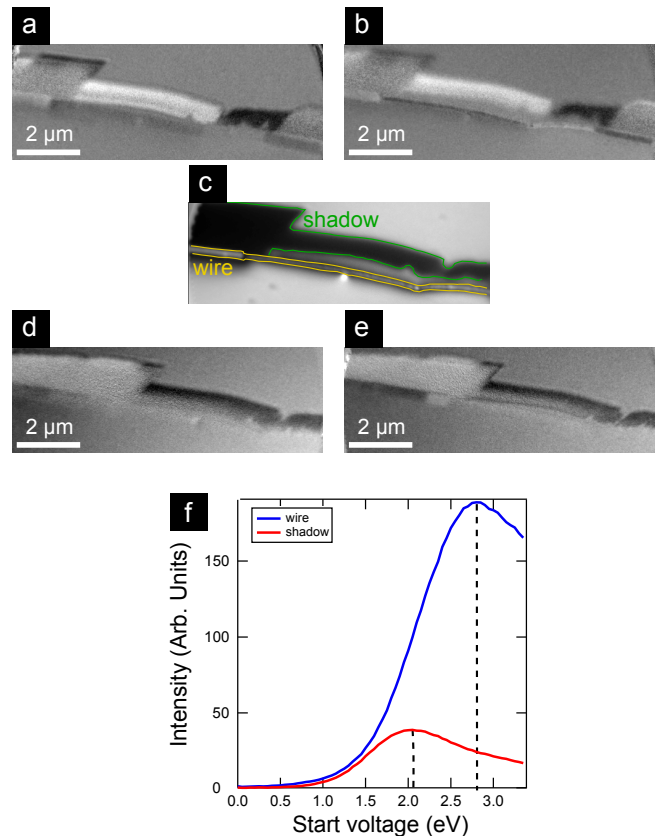 a
b
2 µm
2 µm
c
shadow
wire
d
e
2 µm
2 µm
f
wire
shadow
Intensity (Arb. Units)
150
100
50
0
0.0 0.5 1.0 1.5 2.0 2.5 3.0
Start voltage (eV)